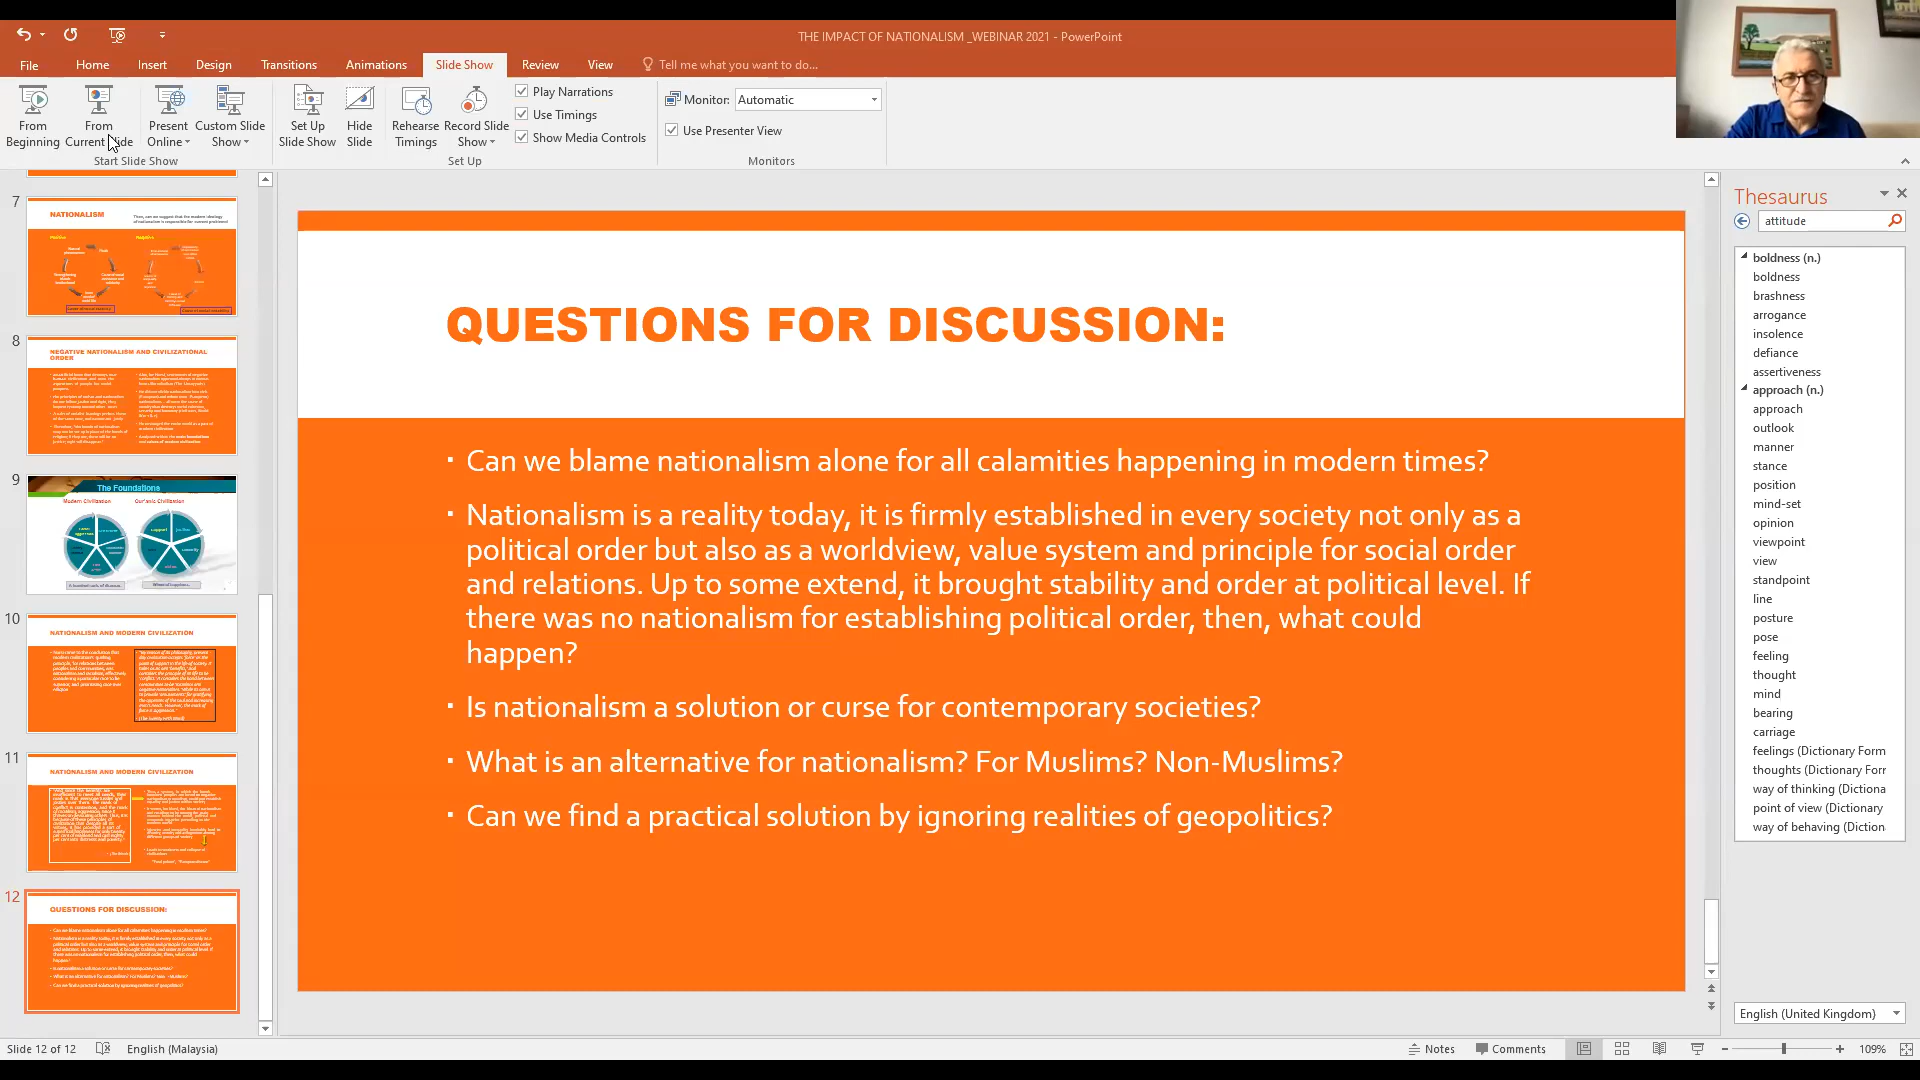 THE IMPACT OF NATIONALISM _WEBINAR 2021 - PowerPoint
File Home Insert Design Transitions Animations Slide Show Review View Tell me what you want to do...
From Beginning
From Current Slide
Present Online
Custom Slide Show
Start Slide Show
Set Up Slide Show
Hide Slide
Rehearse Timings
Record Slide Show
Play Narrations
Use Timings
Show Media Controls
Set Up
Monitor: Automatic
Use Presenter View
Monitors
7
NATIONALISM
8
NEGATIVE NATIONALISM AND CIVILIZATIONAL
ORDER
9
The Foundations
Modern Civilization Qur'anic Civilization
10
NATIONALISM AND MODERN CIVILIZATION
11
NATIONALISM AND MODERN CIVILIZATION
12
QUESTIONS FOR DISCUSSION:
QUESTIONS FOR DISCUSSION:
▪ Can we blame nationalism alone for all calamities happening in modern times?
▪ Nationalism is a reality today, it is firmly established in every society not only as a
political order but also as a worldview, value system and principle for social order
and relations. Up to some extend, it brought stability and order at political level. If
there was no nationalism for establishing political order, then, what could
happen?
▪ Is nationalism a solution or curse for contemporary societies?
▪ What is an alternative for nationalism? For Muslims? Non-Muslims?
▪ Can we find a practical solution by ignoring realities of geopolitics?
Thesaurus
attitude
boldness (n.)
boldness
brashness
arrogance
insolence
defiance
assertiveness
approach (n.)
approach
outlook
manner
stance
position
mind-set
opinion
viewpoint
view
standpoint
line
posture
pose
feeling
thought
mind
bearing
carriage
feelings (Dictionary Form
thoughts (Dictionary Forr
way of thinking (Dictiona
point of view (Dictionary
way of behaving (Diction
English (United Kingdom)
Slide 12 of 12 English (Malaysia) Notes Comments 109%